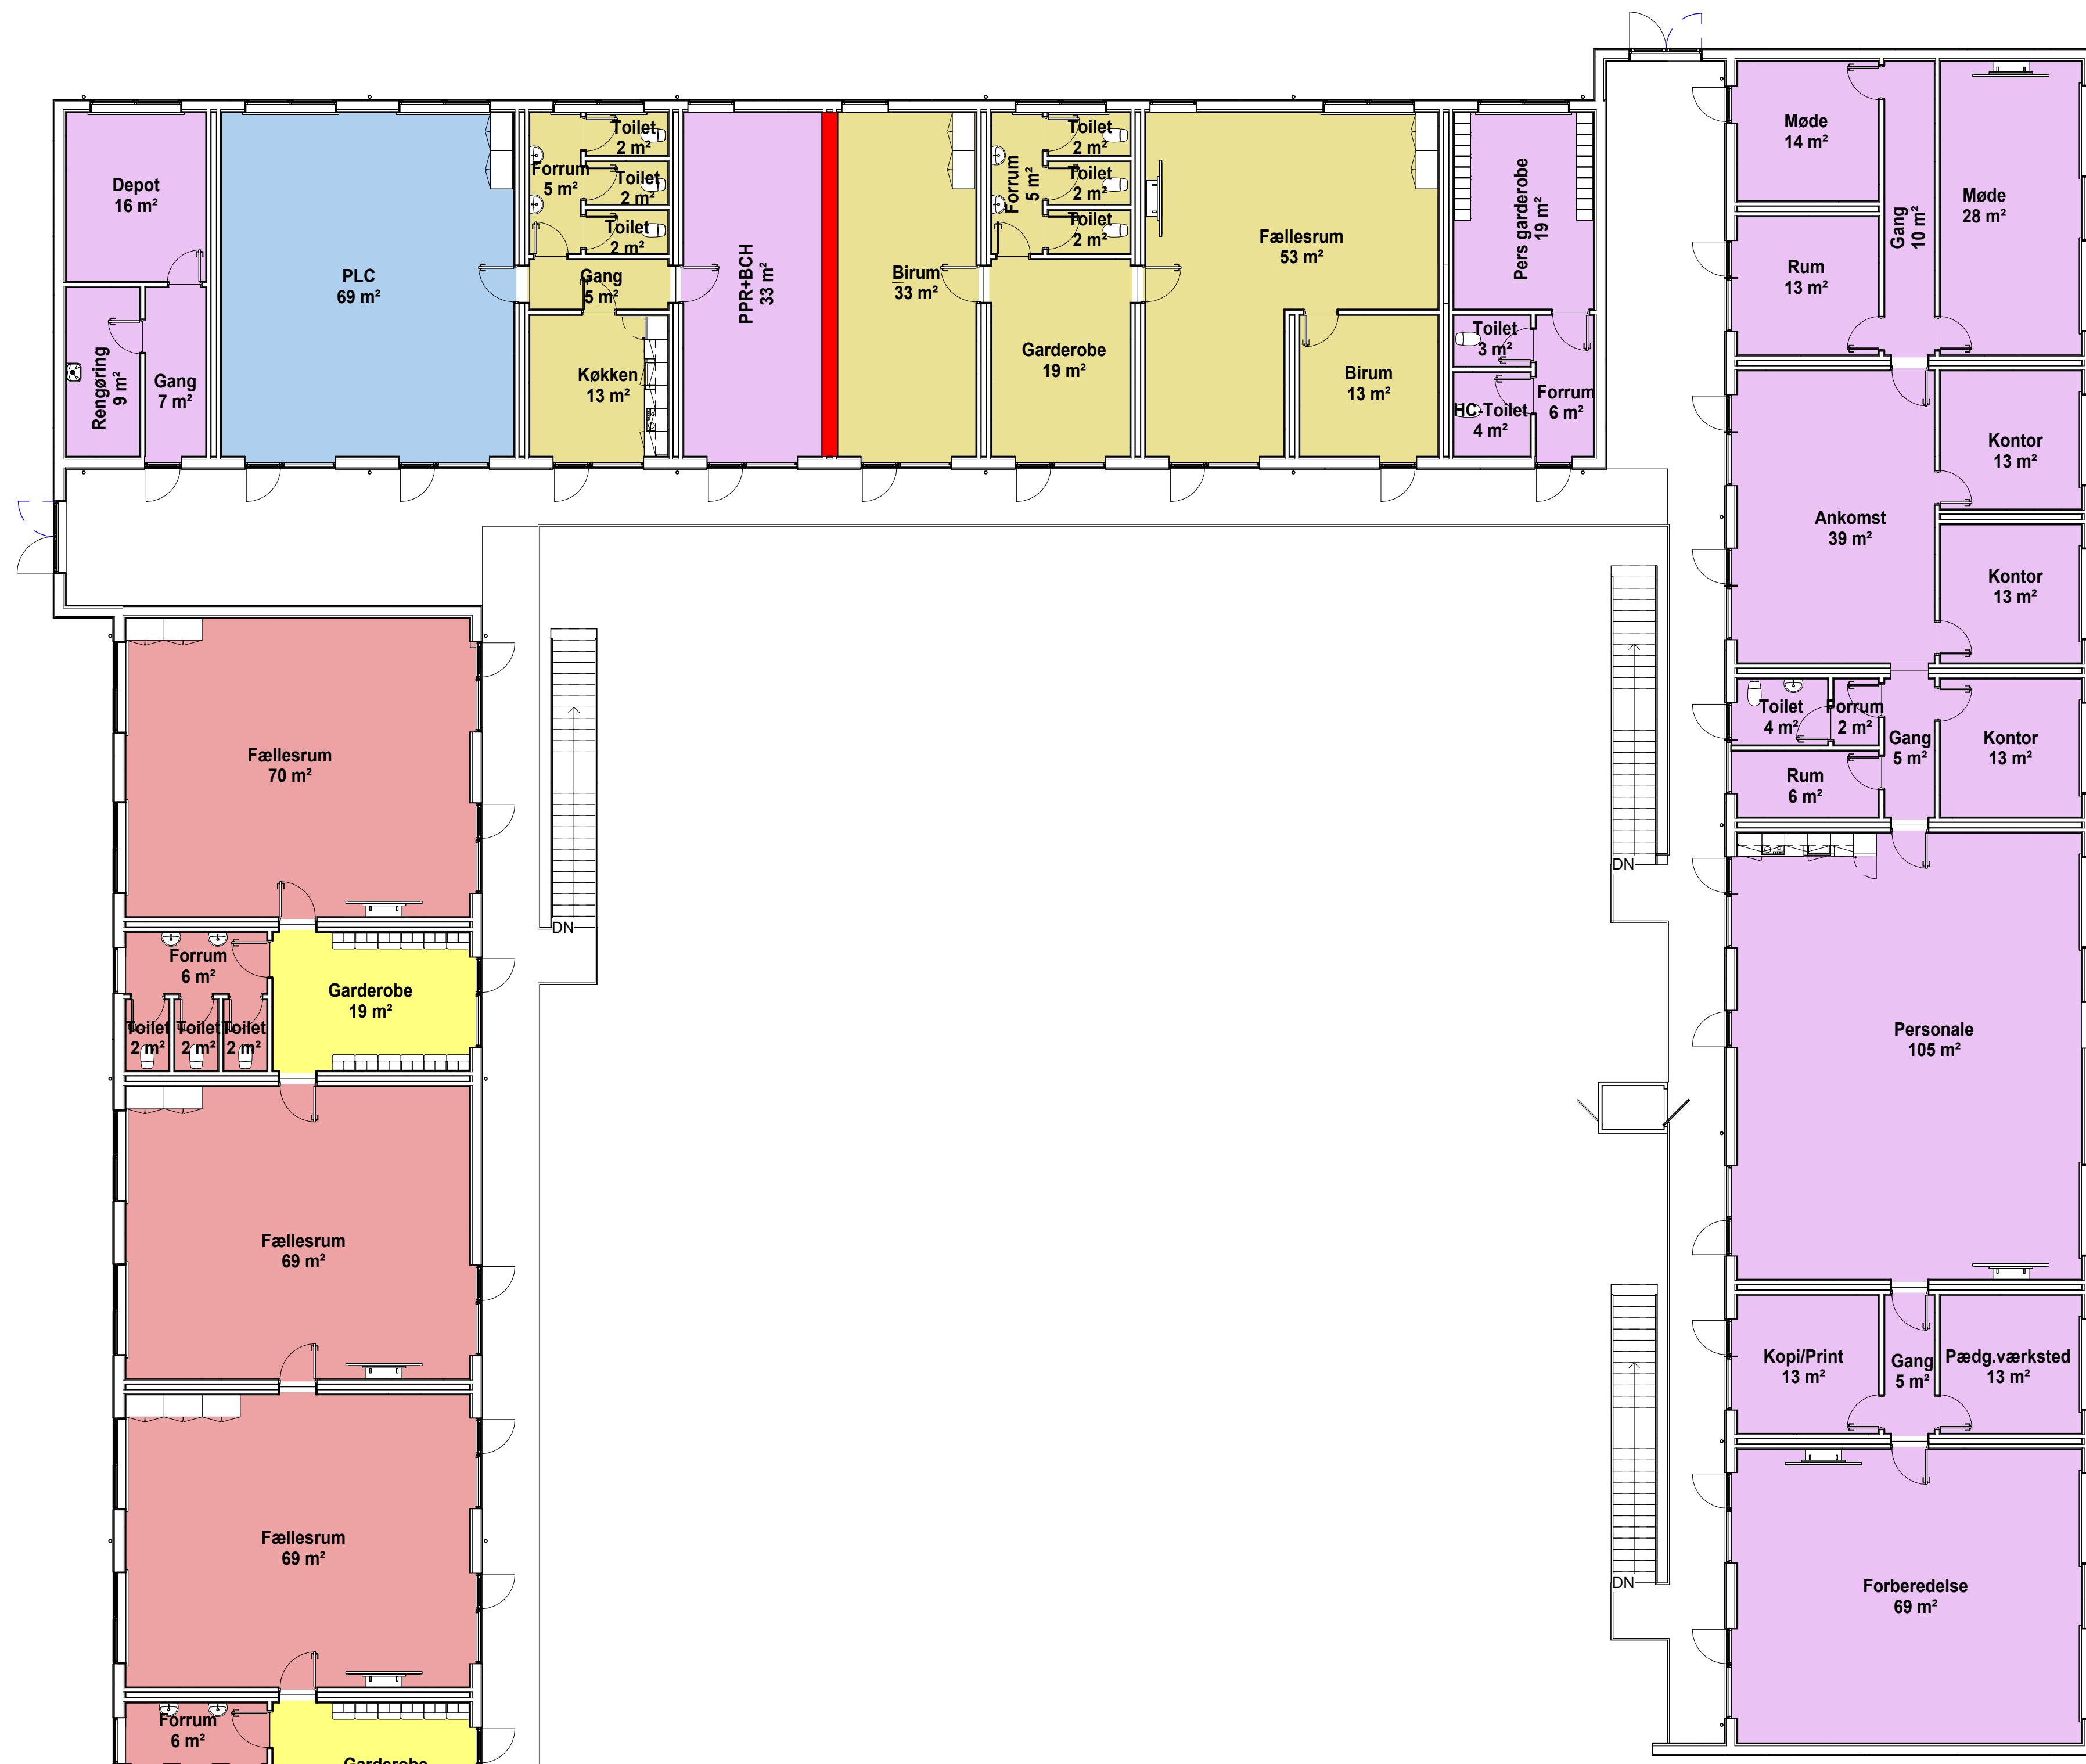 Depot
16 m²
Rengøring
9 m²
Gang
7 m²
PLC
69 m²
Forrum
5 m²
Toilet
2 m²
Toilet
2 m²
Toilet
2 m²
Gang
5 m²
Køkken
13 m²
PPR+BCH
33 m²
Birum
33 m²
Forrum
5 m²
Toilet
2 m²
Toilet
2 m²
Toilet
2 m²
Garderobe
19 m²
Fællesrum
53 m²
Birum
13 m²
Pers garderobe
19 m²
Toilet
3 m²
HC-Toilet
4 m²
Forrum
6 m²
Møde
14 m²
Gang
10 m²
Møde
28 m²
Rum
13 m²
Ankomst
39 m²
Kontor
13 m²
Kontor
13 m²
Toilet
4 m²
Forrum
2 m²
Gang
5 m²
Kontor
13 m²
Rum
6 m²
Personale
105 m²
Kopi/Print
13 m²
Gang
5 m²
Pædg.værksted
13 m²
Forberedelse
69 m²
DN
DN
DN
Fællesrum
70 m²
Forrum
6 m²
Toilet
2 m²
Toilet
2 m²
Toilet
2 m²
Garderobe
19 m²
Fællesrum
69 m²
Fællesrum
69 m²
Forrum
6 m²
Garderobe